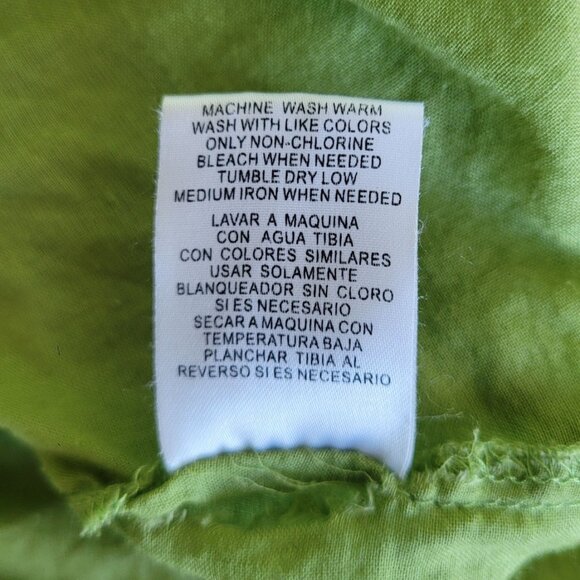 MACHINE WASH WARM
WASH WITH LIKE COLORS
ONLY NON-CHLORINE
BLEACH WHEN NEEDED
TUMBLE DRY LOW
MEDIUM IRON WHEN NEEDED
LAVAR A MAQUINA
CON AGUA TIBIA
CON COLORES SIMILARES
USAR SOLAMENTE
BLANQUEADOR SIN CLORO
SI ES NECESARIO
SECAR A MAQUINA CON
TEMPERATURA BAJA
PLANCHAR TIBIA AL
REVERSO SI ES NECESARIO